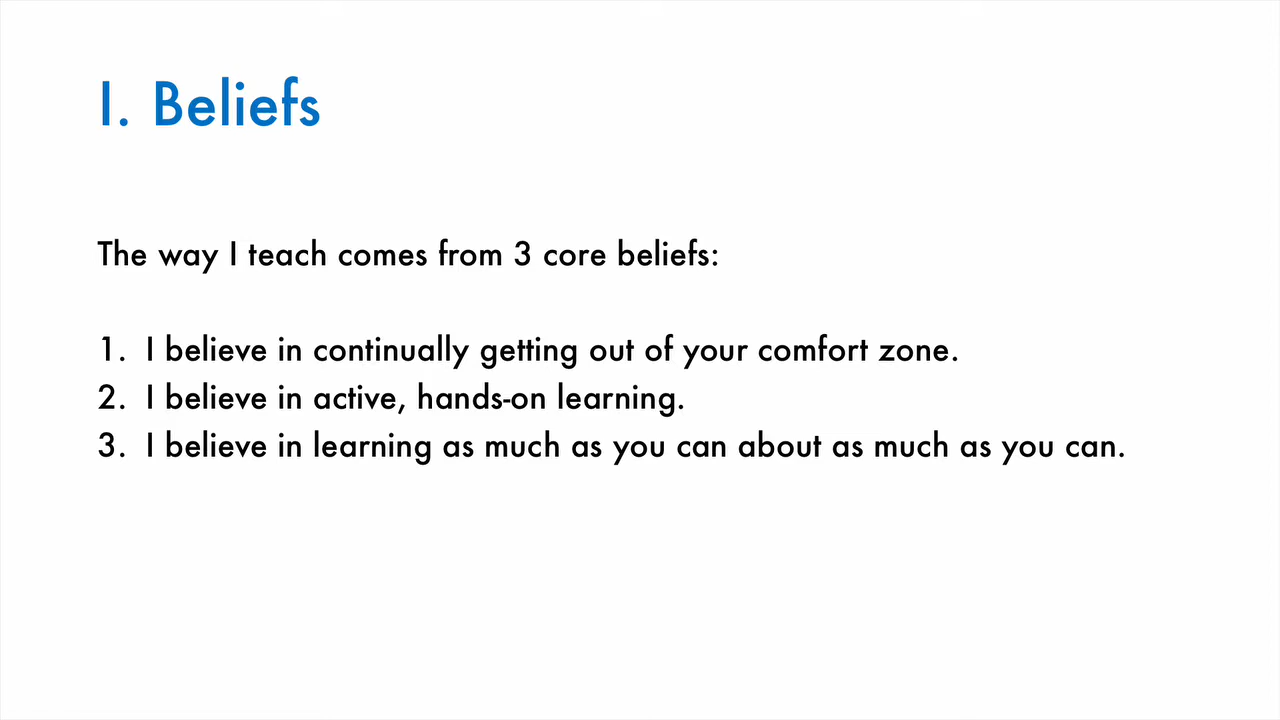 I. Beliefs
The way I teach comes from 3 core beliefs:
1. I believe in continually getting out of your comfort zone.
2. I believe in active, hands-on learning.
3. I believe in learning as much as you can about as much as you can.